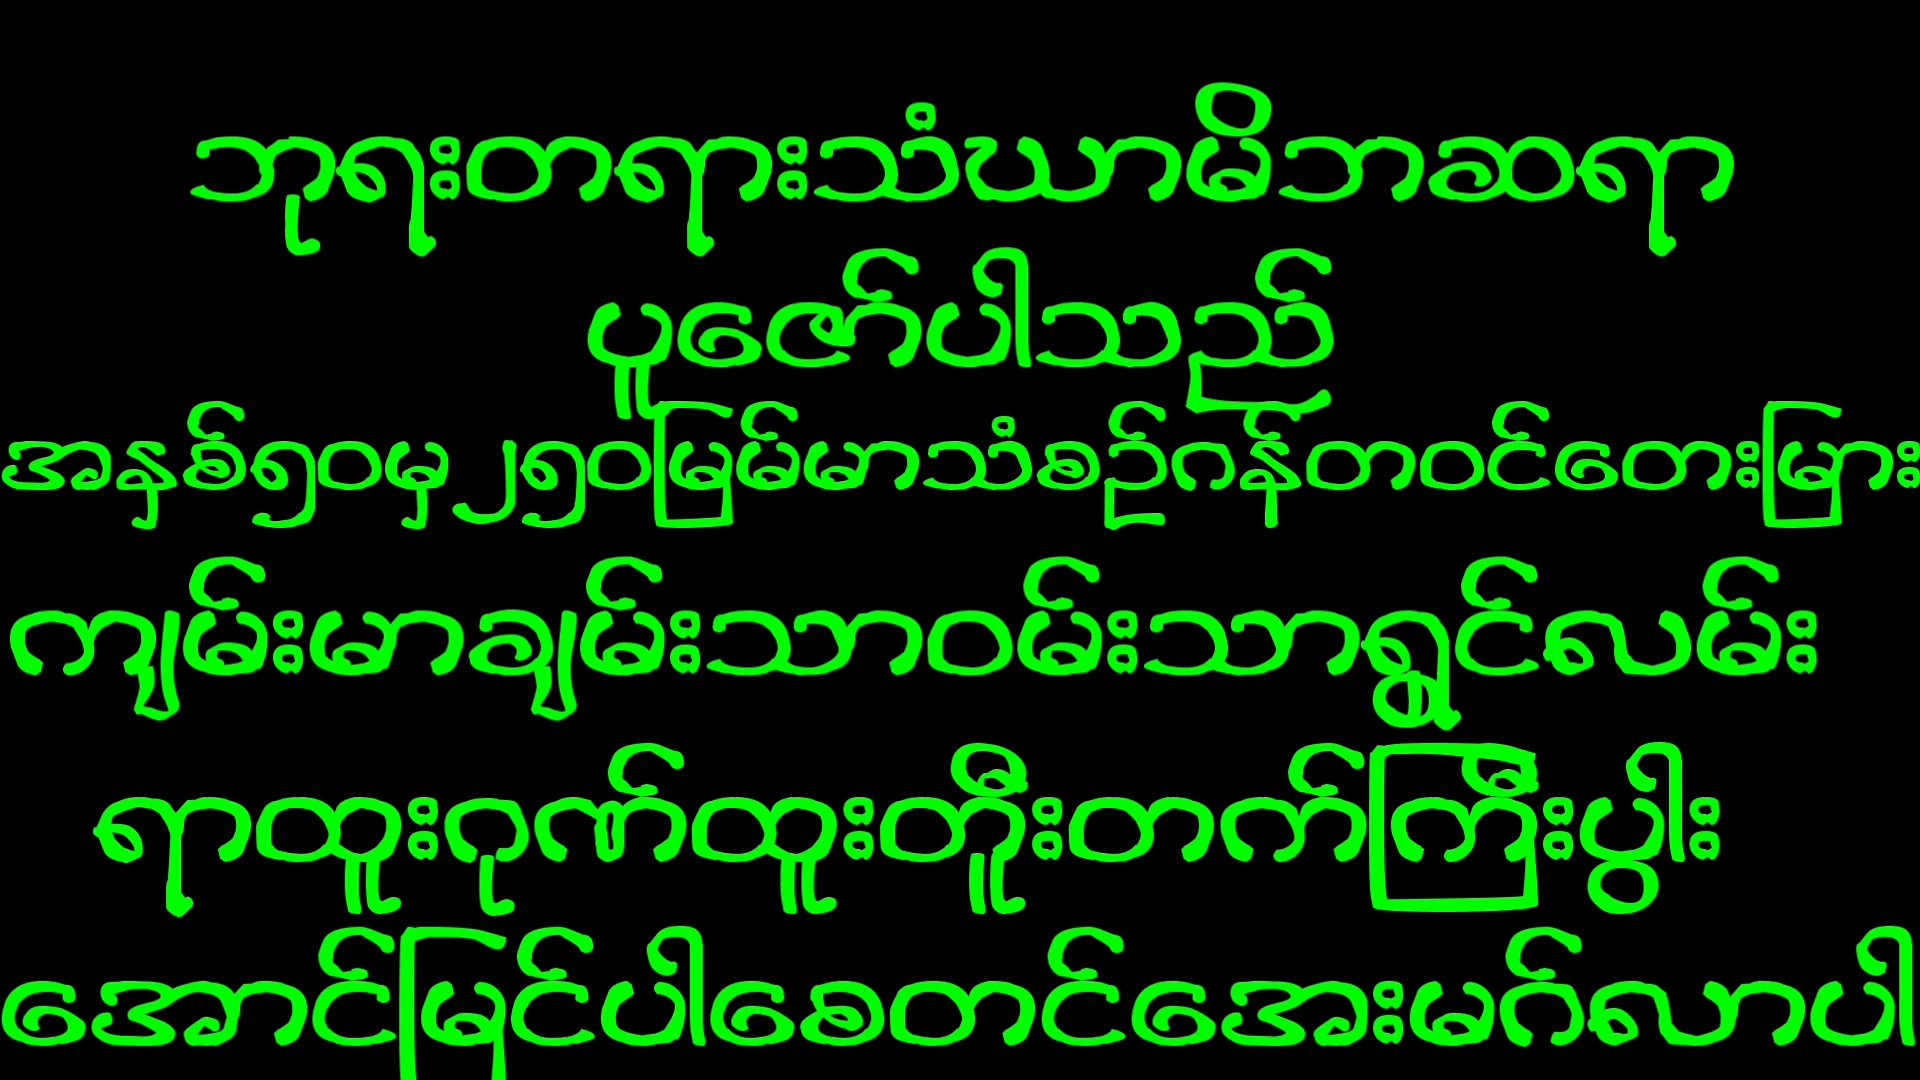 ဘုရးတရားသံဃာမိဘဆရာ
ပူဇော်ပါသည်
အနှစ်၅၀မှ၂၅၀မြမ်မာသံစဉ်ဂန်တဝင်တေးမြား
ကျမ်းမာချမ်းသာဝမ်းသာရွှင်လမ်း
ရာထူးဂုဏ်ထူးတိူးတက်ကြီးပွါး
အောင်မြင်ပါစေတင်အေးမဂ်လာပါ